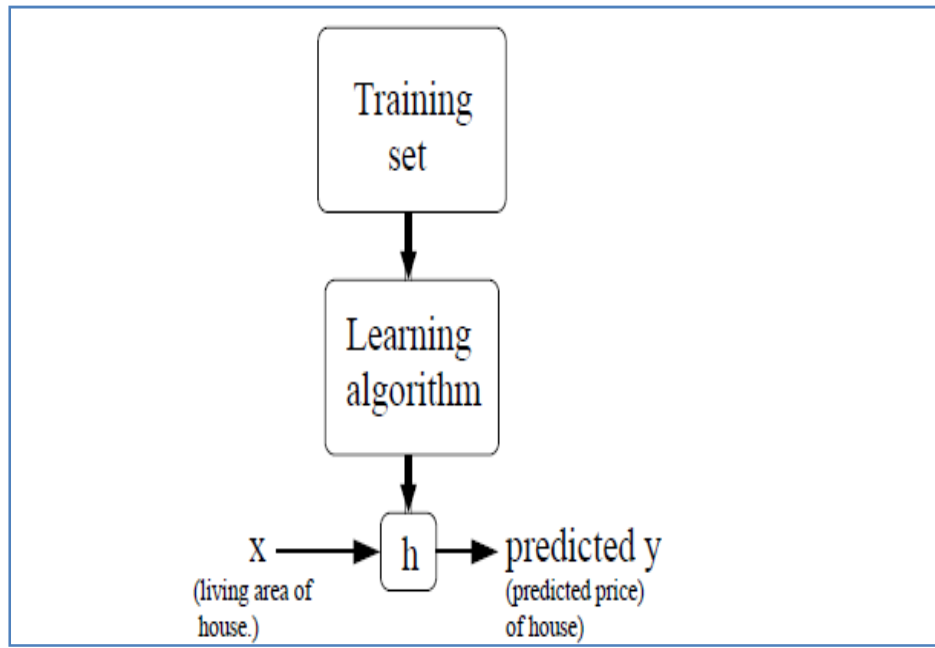 Training
set
Learning
algorithm
x
h
predicted y
(living area of
house.)
(predicted price)
of house)